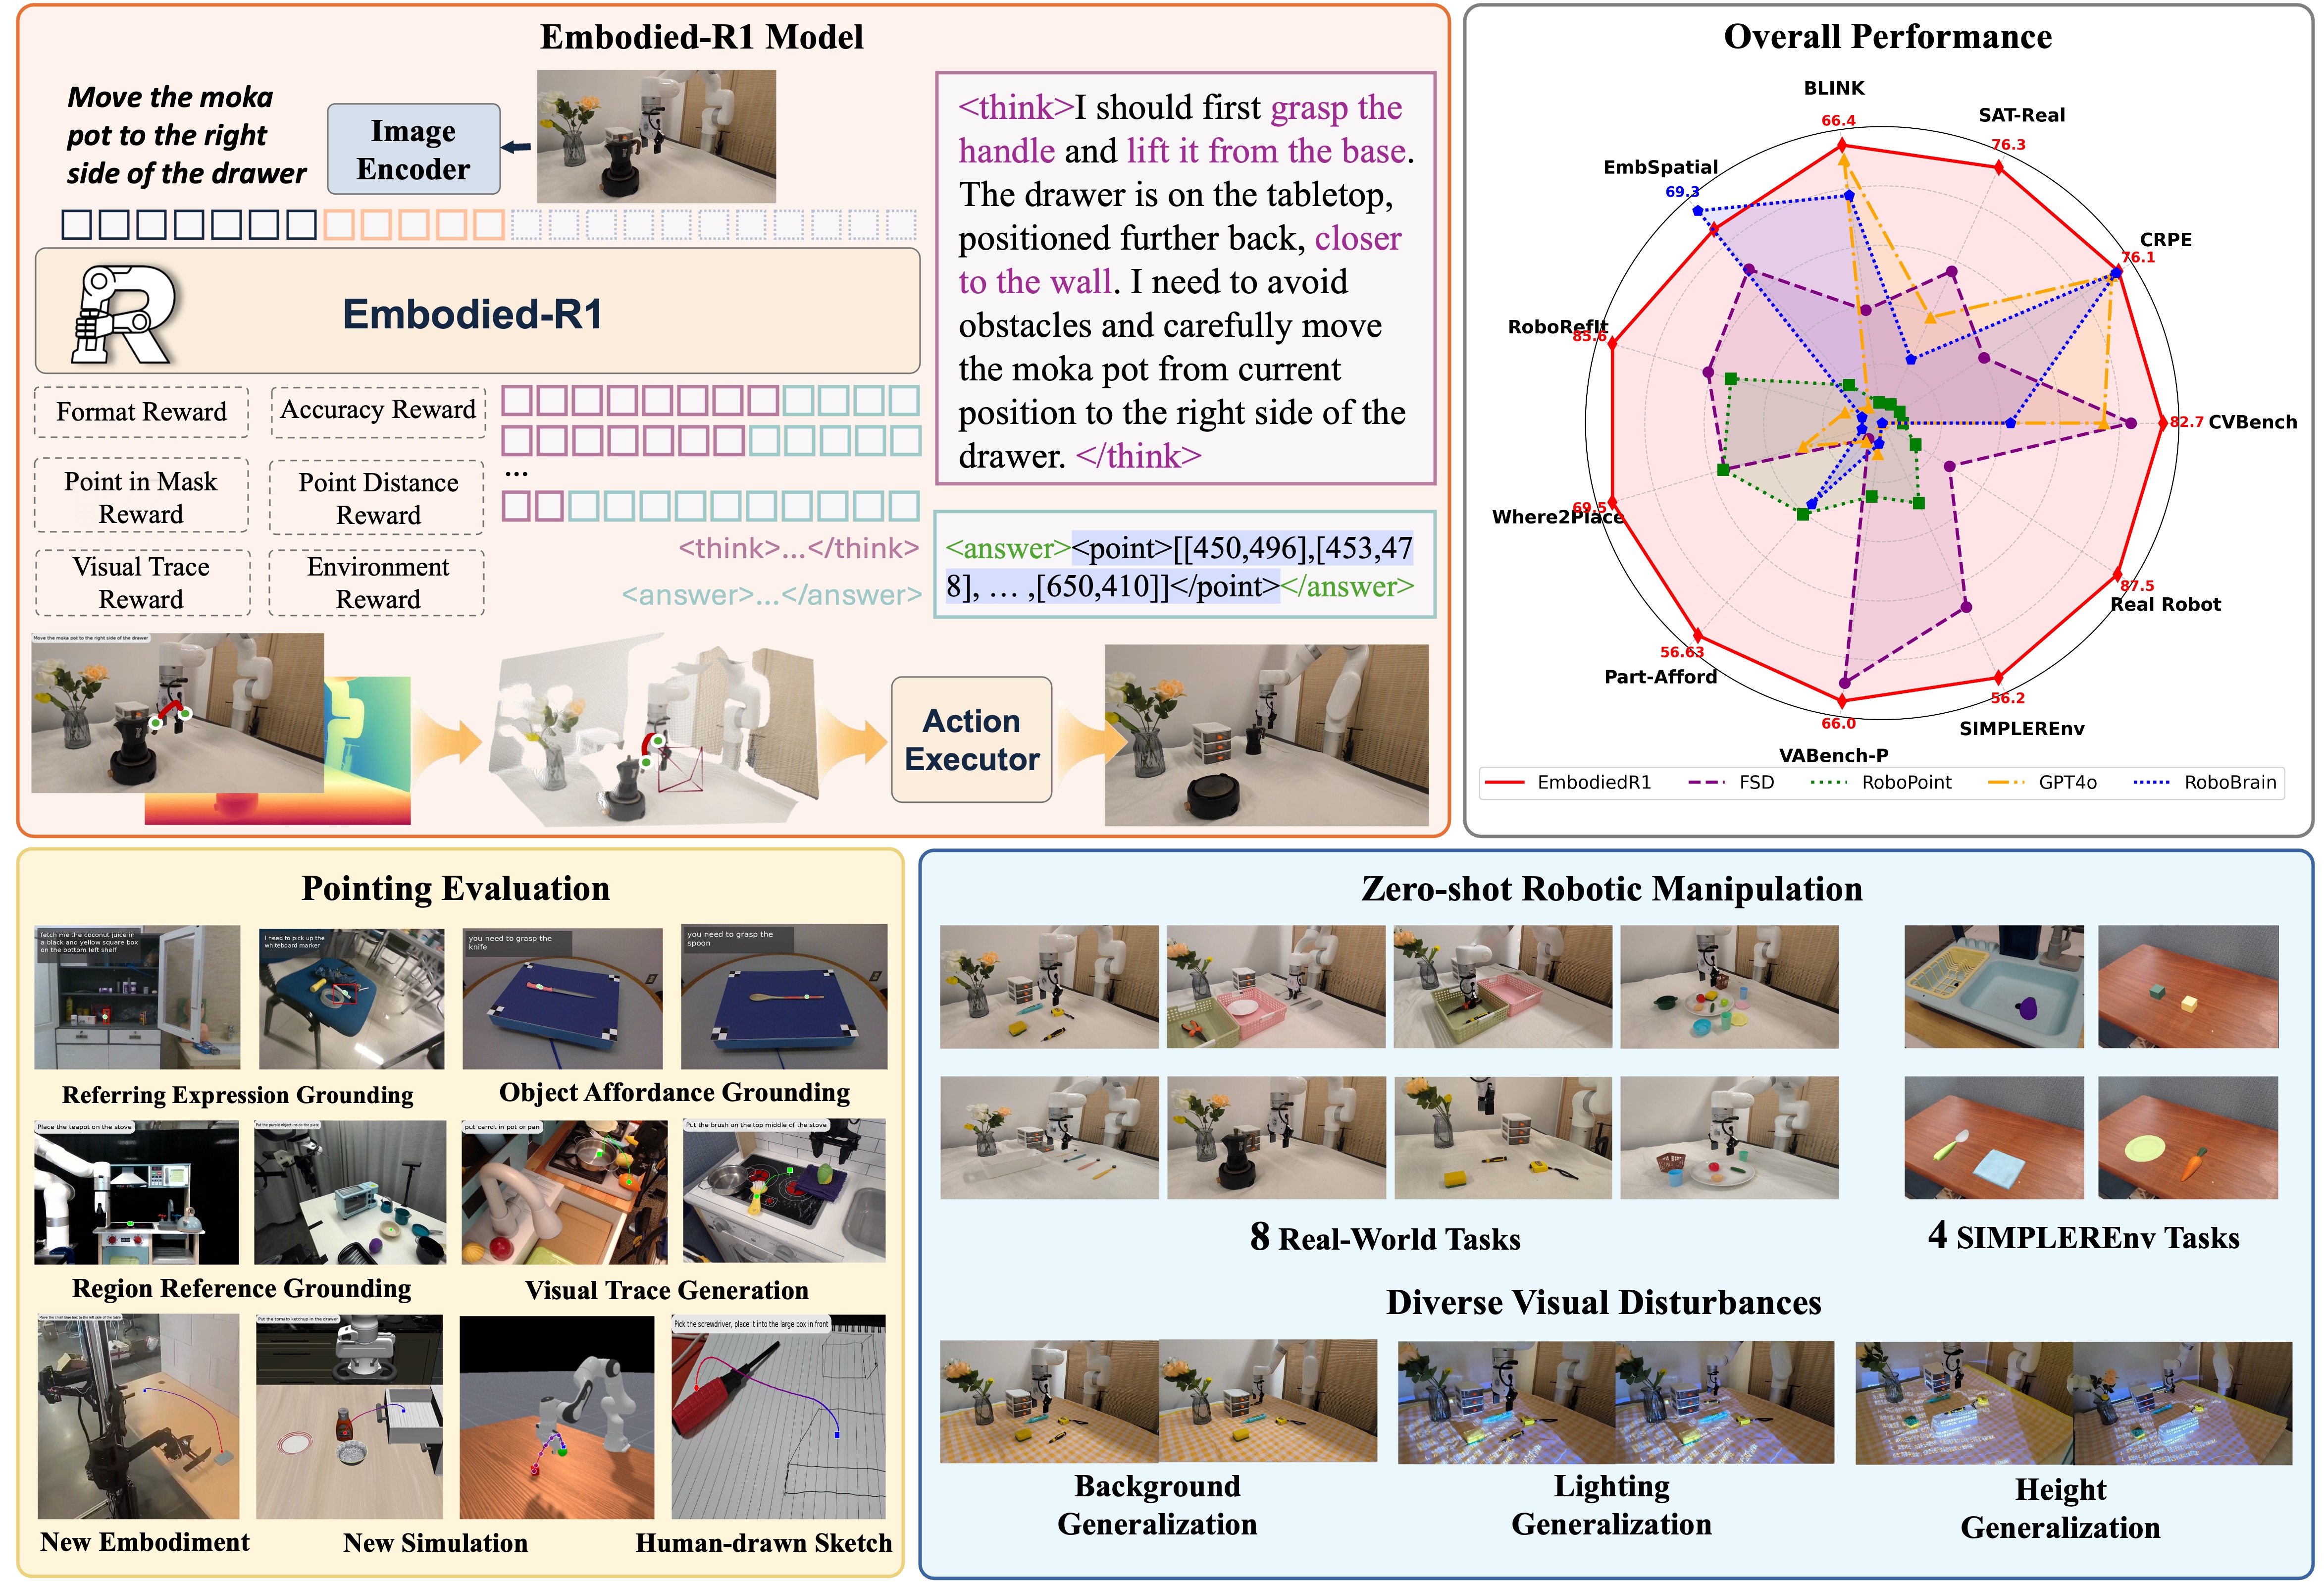 Embodied-R1 Model
Move the moka
pot to the right
side of the drawer
Image
Encoder
Embodied-R1
Format Reward
Accuracy Reward
Point in Mask
Reward
Point Distance
Reward
Visual Trace
Reward
Environment
Reward
...
<think>...</think>
<answer>...</answer>
<think>I should first grasp the
handle and lift it from the base.
The drawer is on the tabletop,
positioned further back, closer
to the wall. I need to avoid
obstacles and carefully move
the moka pot from current
position to the right side of the
drawer. </think>
<answer><point>[[450,496],[453,47
8], … ,[650,410]]</point></answer>
Move the moka pot to the right side of the drawer
Action
Executor
Overall Performance
BLINK
66.4
SAT-Real
76.3
EmbSpatial
69.3
CRPE
76.1
RoboRefIt
85.6
82.7 CVBench
69.5
Where2Place
87.5
Real Robot
56.63
Part-Afford
56.2
SIMPLEREnv
66.0
VABench-P
EmbodiedR1
FSD
RoboPoint
GPT4o
RoboBrain
Pointing Evaluation
fetch me the coconut juice in
a black and yellow square box
on the bottom left shelf
I need to pick up the
whiteboard marker
you need to grasp the
knife
you need to grasp the
spoon
Referring Expression Grounding
Object Affordance Grounding
Place the teapot on the stove
Put the purple object inside the plate
put carrot in pot or pan
Put the brush on the top middle of the stove
Region Reference Grounding
Visual Trace Generation
Put the tomato ketchup in the drawer
Pick the screwdriver, place it into the large box in front
New Embodiment
New Simulation
Human-drawn Sketch
Zero-shot Robotic Manipulation
8 Real-World Tasks
4 SIMPLEREnv Tasks
Diverse Visual Disturbances
Background
Generalization
Lighting
Generalization
Height
Generalization